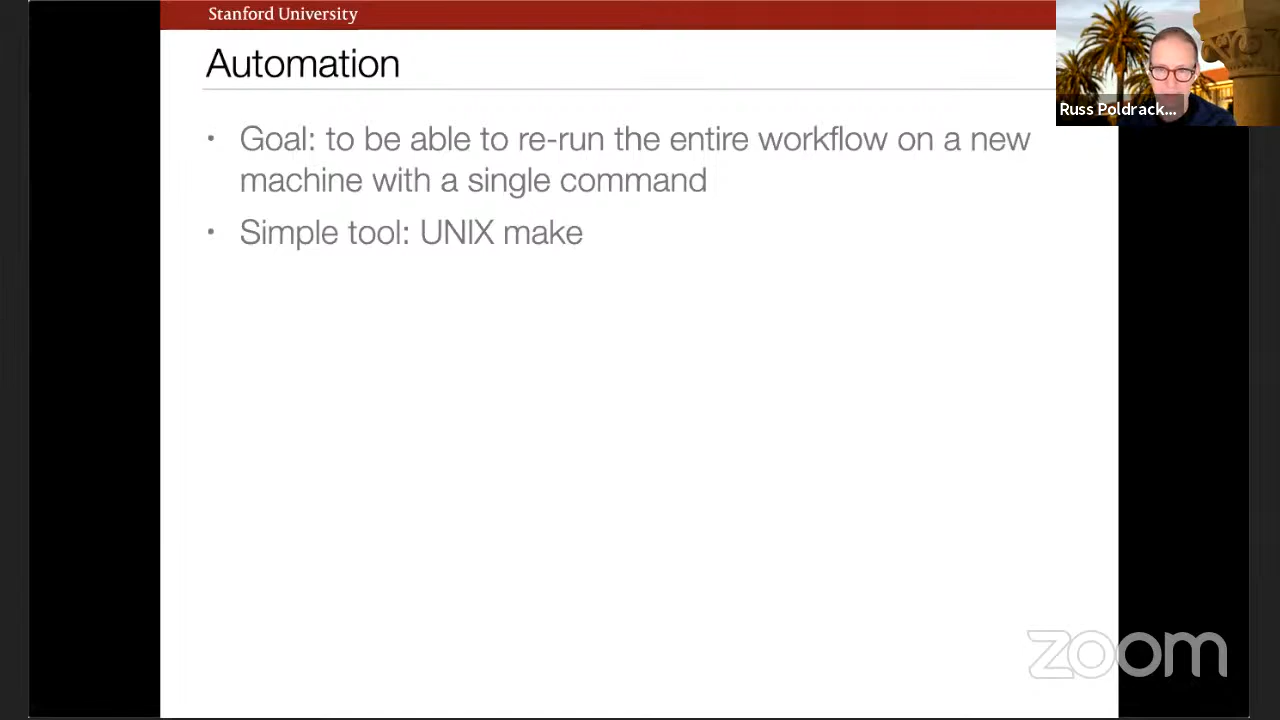 Stanford University
Automation
Russ Poldrack...
• Goal: to be able to re-run the entire workflow on a new
machine with a single command
• Simple tool: UNIX make
zoom